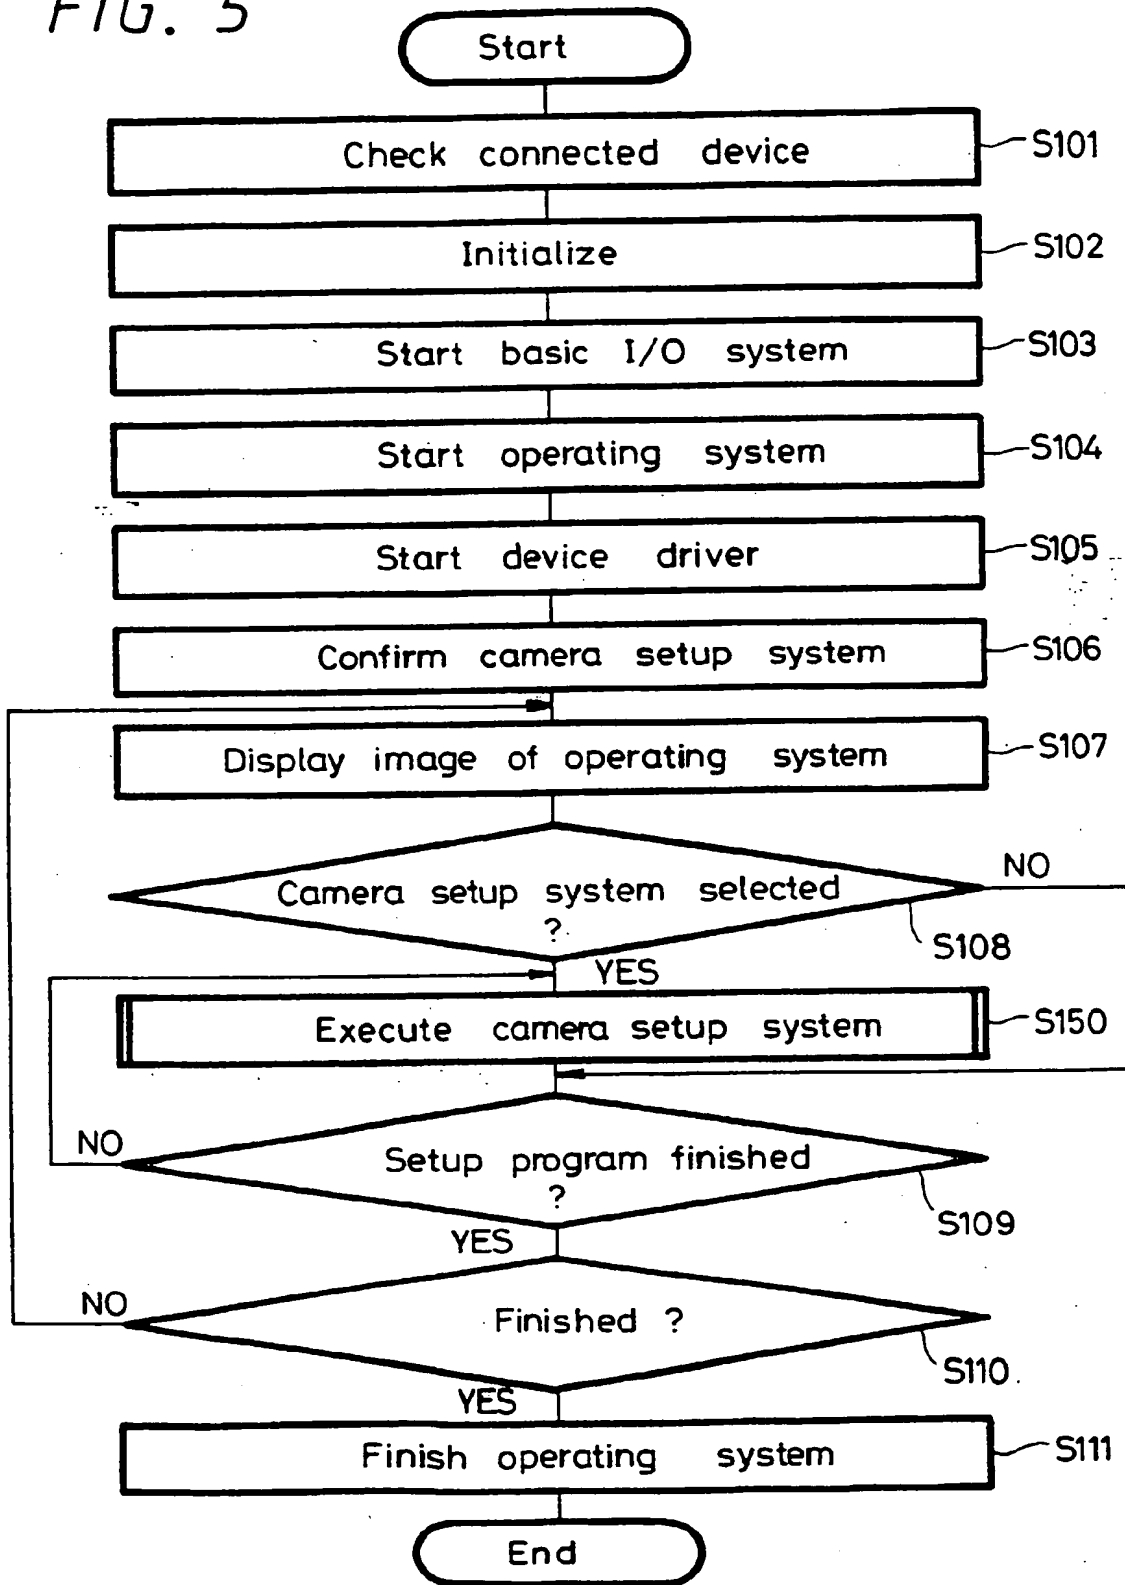 FIG. 5
Start
Check connected device
S101
Initialize
S102
Start basic I/O system
S103
Start operating system
S104
Start device driver
S105
Confirm camera setup system
S106
Display image of operating system
S107
Camera setup system selected
?
NO
S108
YES
Execute camera setup system
S150
NO
Setup program finished
?
S109
YES
NO
Finished ?
S110
YES
Finish operating system
S111
End